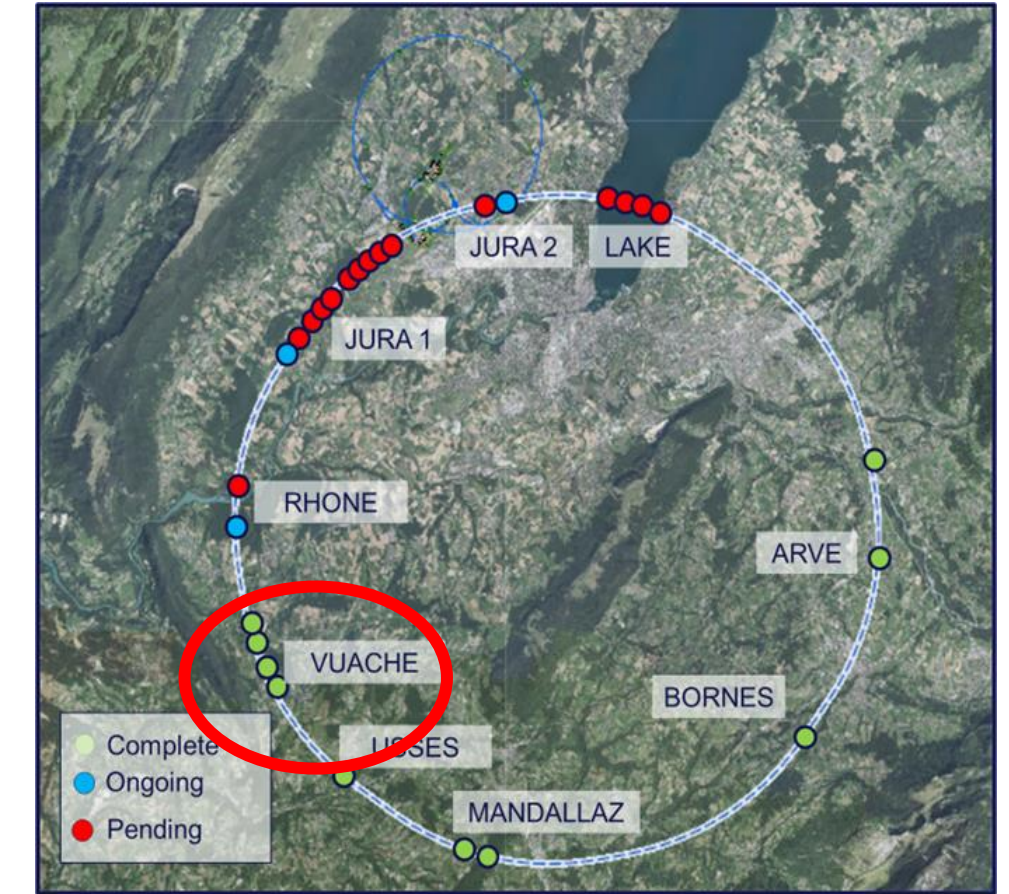 JURA 2
LAKE
JURA 1
RHONE
ARVE
VUACHE
BORNES
USSES
MANDALLAZ
Complete
Ongoing
Pending